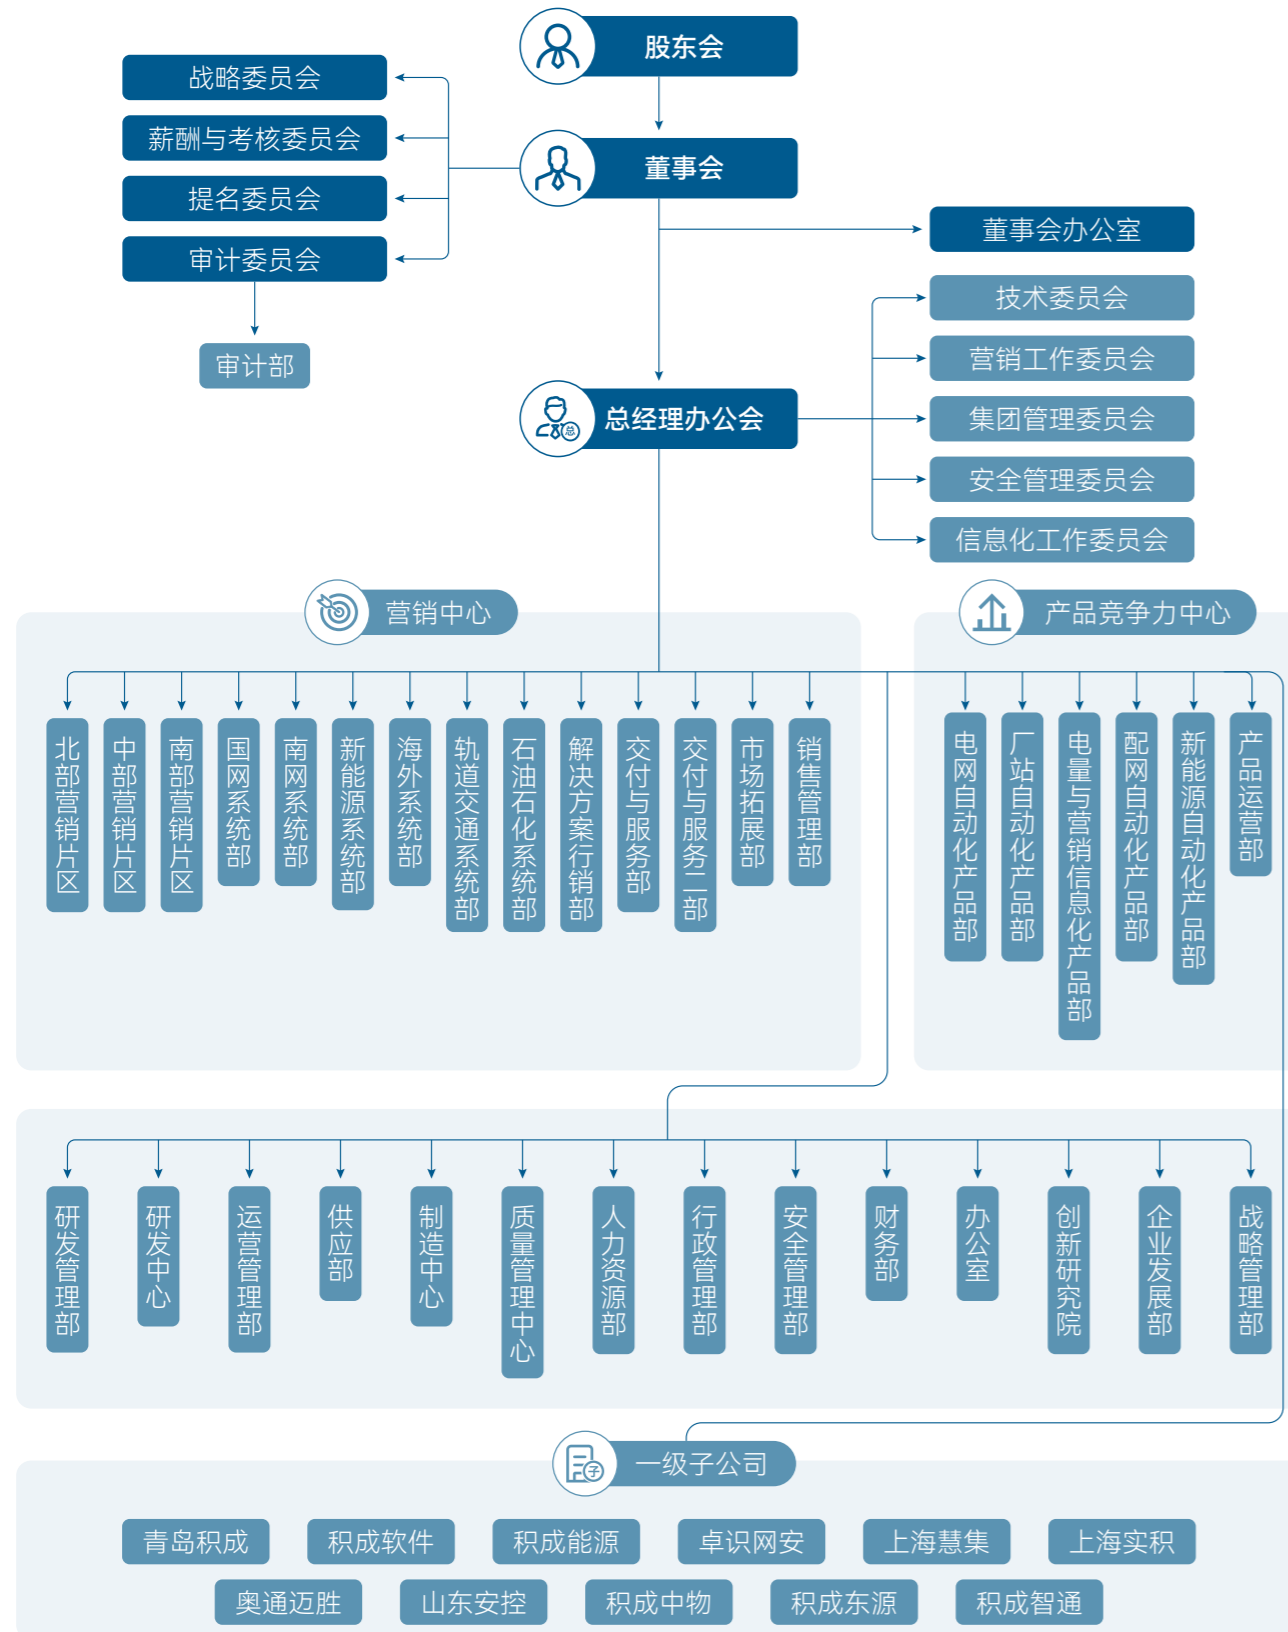 股东会
战略委员会
薪酬与考核委员会
提名委员会
审计委员会
董事会
董事会办公室
审计部
技术委员会
营销工作委员会
集团管理委员会
安全管理委员会
信息化工作委员会
总
总经理办公会
营销中心
产品竞争力中心
北部营销片区
中部营销片区
南部营销片区
国网系统部
南网系统部
新能源系统部
海外系统部
轨道交通系统部
石油石化系统部
解决方案行销部
交付与服务部
交付与服务二部
市场拓展部
销售管理部
电网自动化产品部
厂站自动化产品部
电量与营销信息化产品部
配网自动化产品部
新能源自动化产品部
产品运营部
研发管理部
研发中心
运营管理部
供应部
制造中心
质量管理中心
人力资源部
行政管理部
安全管理部
财务部
办公室
创新研究院
企业发展部
战略管理部
子
一级子公司
青岛积成
积成软件
积成能源
卓识网安
上海慧集
上海实积
奥通迈胜
山东安控
积成中物
积成东源
积成智通